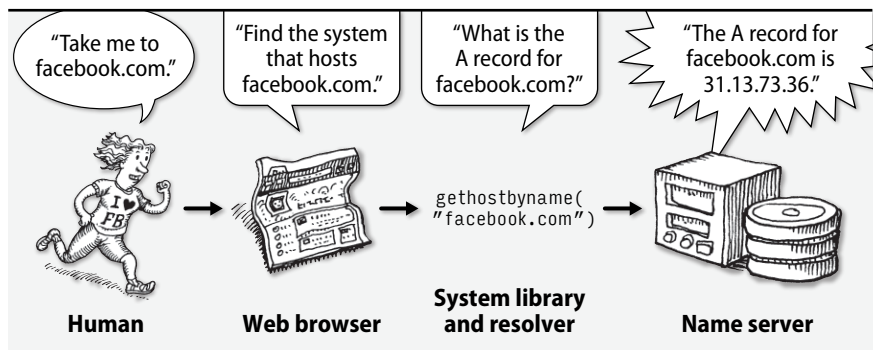 “Take me to
facebook.com.”
“Find the system
that hosts
facebook.com.”
“What is the
A record for
facebook.com?”
“The A record for
facebook.com is
31.13.73.36.”
I ♥
FB
gethostbyname(
"facebook.com")
Human
Web browser
System library
and resolver
Name server